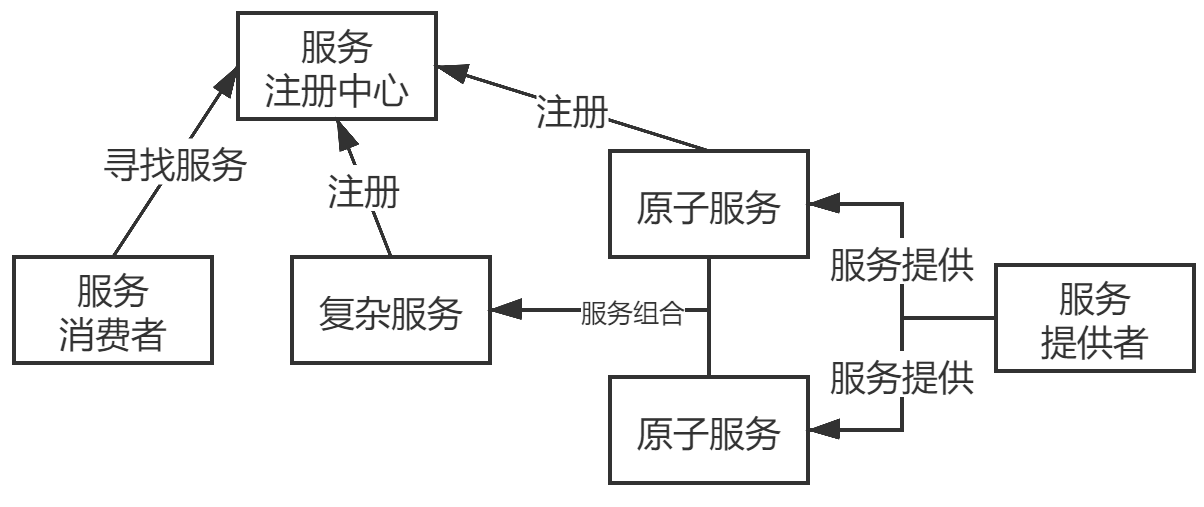 服务
注册中心
注册
寻找服务
注册
原子服务
服务提供
服务
消费者
复杂服务
服务组合
服务
提供者
服务提供
原子服务